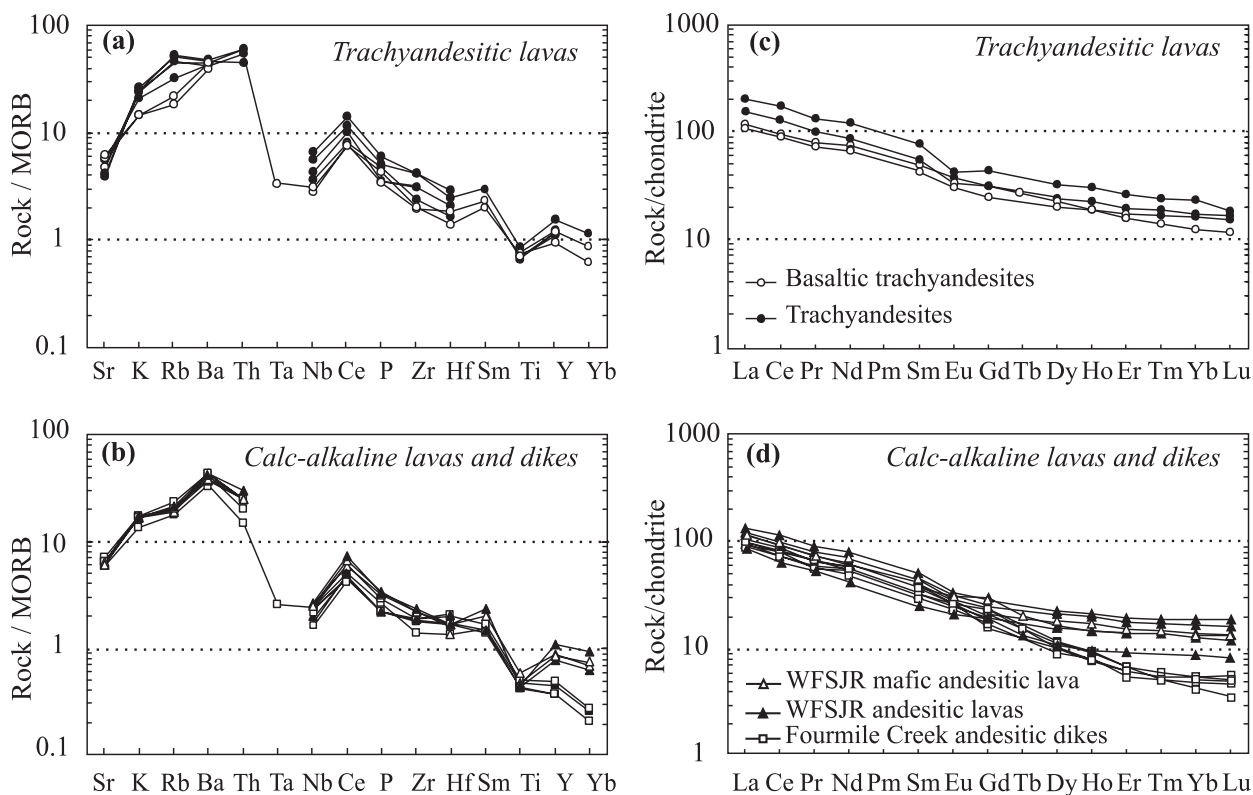 (a)
Trachyandesitic lavas
100
10
1
0.1
Rock / MORB
Sr K Rb Ba Th Ta Nb Ce P Zr Hf Sm Ti Y Yb
(c)
Trachyandesitic lavas
1000
100
10
1
Rock/chondrite
Basaltic trachyandesites
Trachyandesites
La Ce Pr Nd Pm Sm Eu Gd Tb Dy Ho Er Tm Yb Lu
(b)
Calc-alkaline lavas and dikes
100
10
1
0.1
Rock / MORB
Sr K Rb Ba Th Ta Nb Ce P Zr Hf Sm Ti Y Yb
(d)
Calc-alkaline lavas and dikes
1000
100
10
1
Rock/chondrite
WFSJR mafic andesitic lava
WFSJR andesitic lavas
Fourmile Creek andesitic dikes
La Ce Pr Nd Pm Sm Eu Gd Tb Dy Ho Er Tm Yb Lu